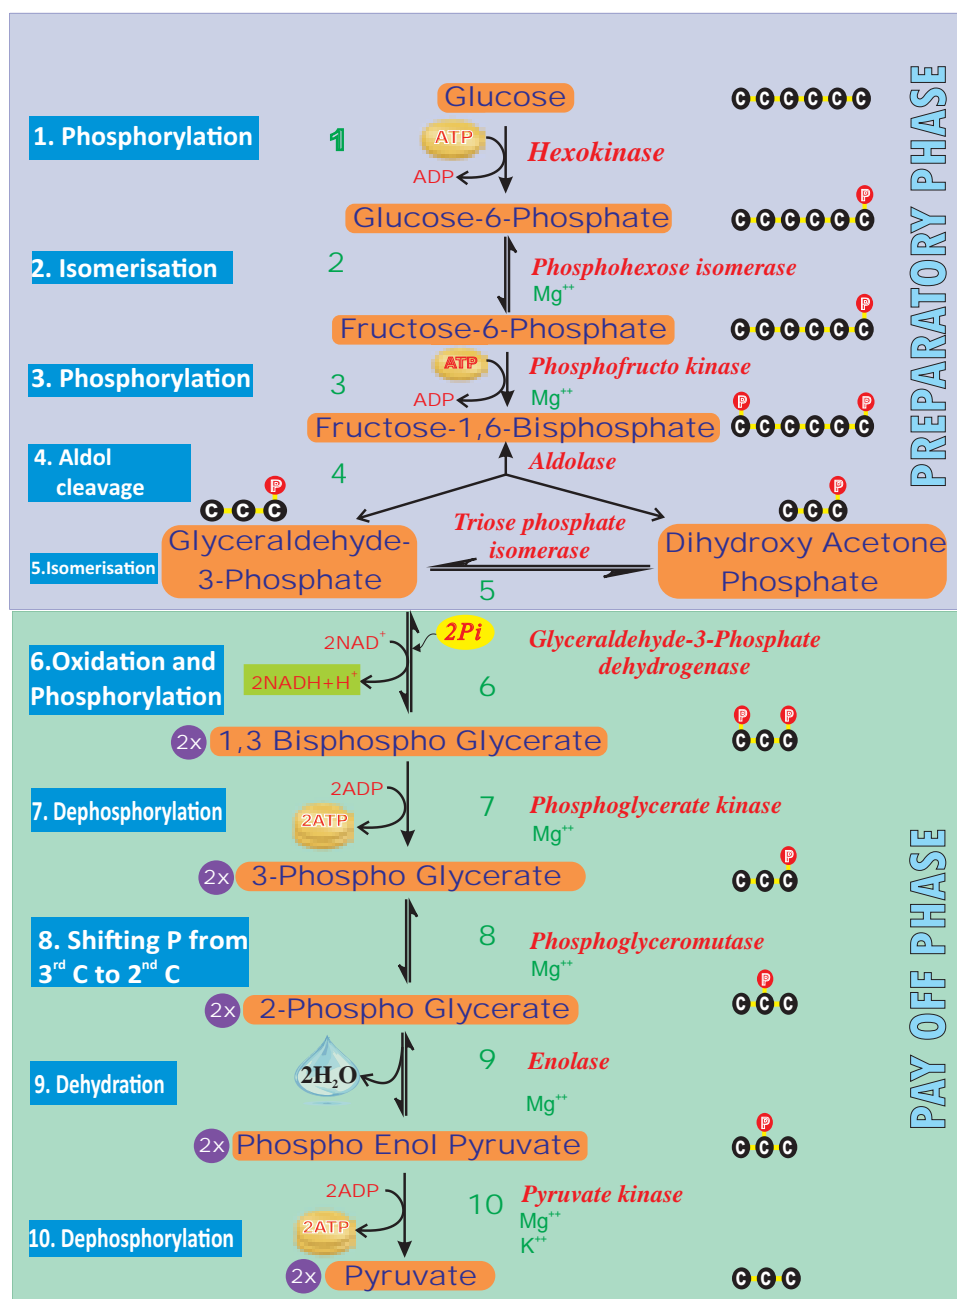 PREPARATORY PHASE
Glucose
C C C C C C
1. Phosphorylation
1
ATP
ADP
Hexokinase
P
Glucose-6-Phosphate
C C C C C C
2. Isomerisation
2
Phosphohexose isomerase
Mg++
P
Fructose-6-Phosphate
C C C C C C
3. Phosphorylation
3
ATP
ADP
Phosphofructo kinase
Mg++
P P
Fructose-1,6-Bisphosphate
C C C C C C
4. Aldol
cleavage
4
Aldolase
P
C C C
P
C C C
Glyceraldehyde-
3-Phosphate
Triose phosphate
isomerase
Dihydroxy Acetone
Phosphate
5.Isomerisation
5
PAY OFF PHASE
6.Oxidation and
Phosphorylation
2NAD+
2Pi
2NADH+H+
6
Glyceraldehyde-3-Phosphate
dehydrogenase
P P
2x 1,3 Bisphospho Glycerate
C C C
7. Dephosphorylation
2ADP
2ATP
7
Phosphoglycerate kinase
Mg++
P
2x 3-Phospho Glycerate
C C C
8. Shifting P from
3rd C to 2nd C
8
Phosphoglyceromutase
Mg++
P
2x 2-Phospho Glycerate
C C C
9. Dehydration
2H₂O
9
Enolase
Mg++
P
2x Phospho Enol Pyruvate
C C C
10. Dephosphorylation
2ADP
2ATP
10
Pyruvate kinase
Mg++
K++
2x Pyruvate
C C C